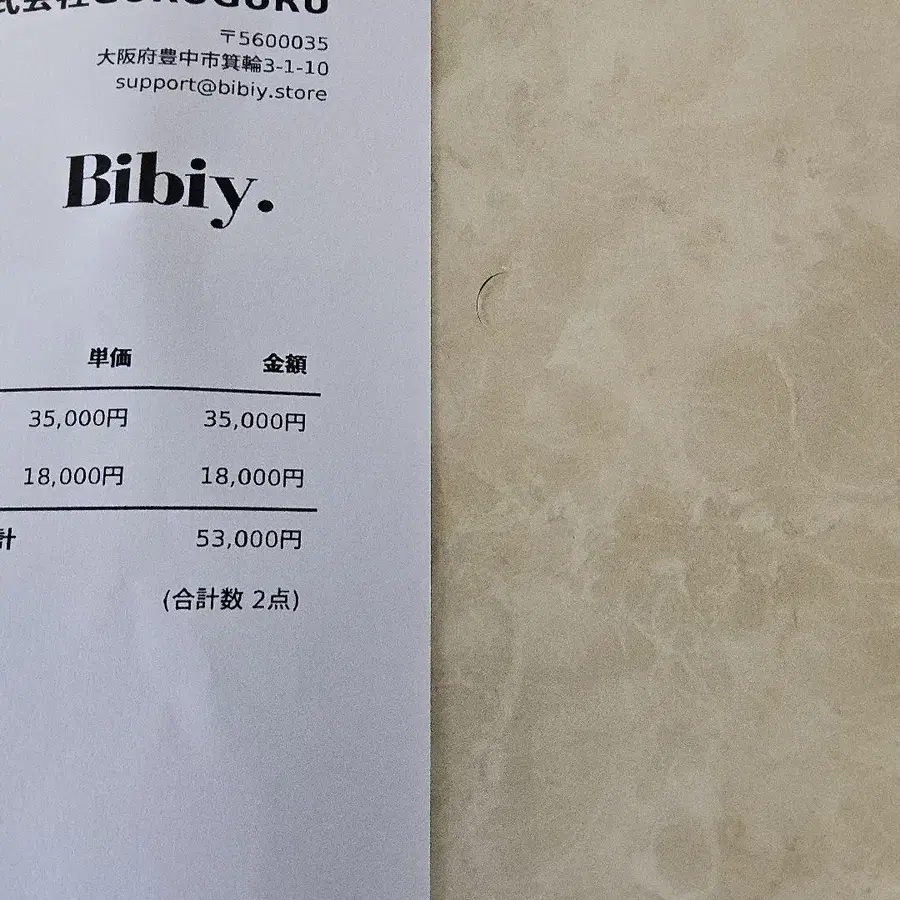 〒5600035
大阪府豊中市箕輪3-1-10
support@bibiy.store
Bibiy.
単価 金額
35,000円 35,000円
18,000円 18,000円
計 53,000円
(合計数 2点)